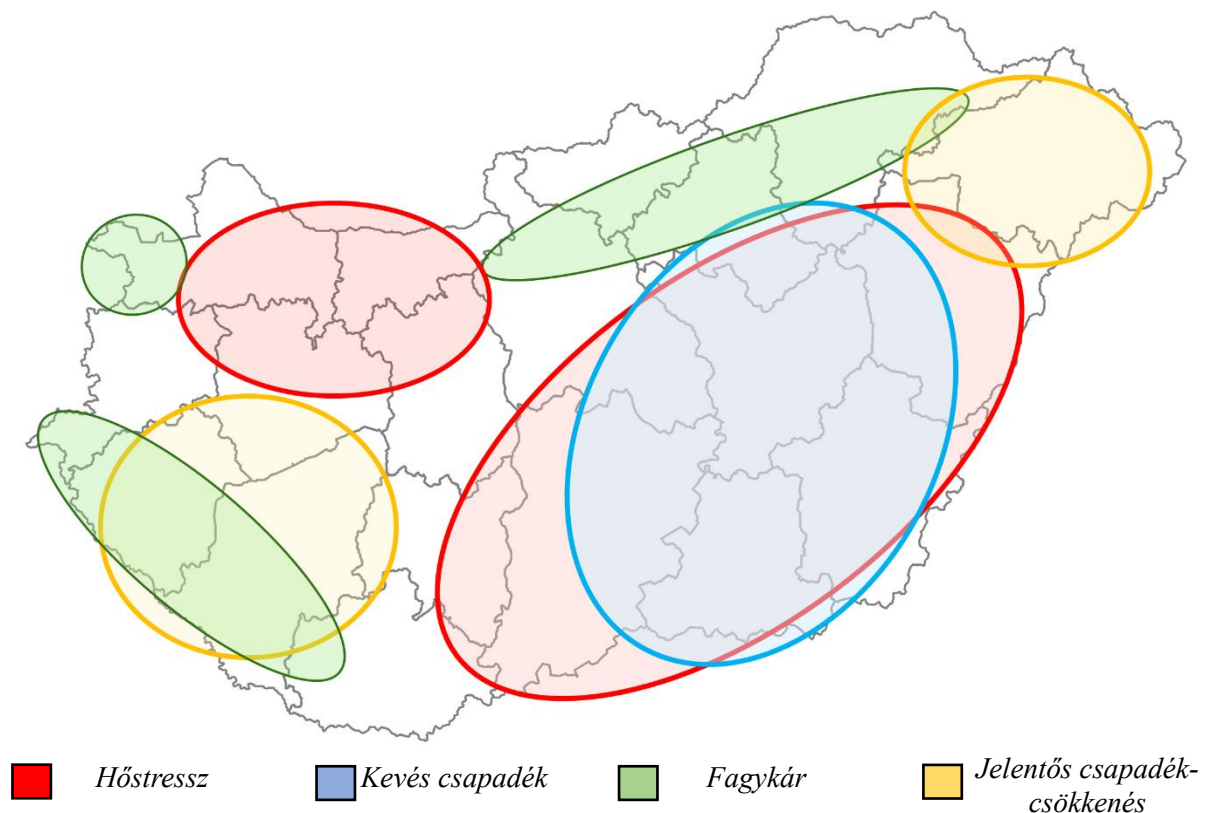 Hőstressz
Kevés csapadék
Fagykár
Jelentős csapadék-
csökkenés